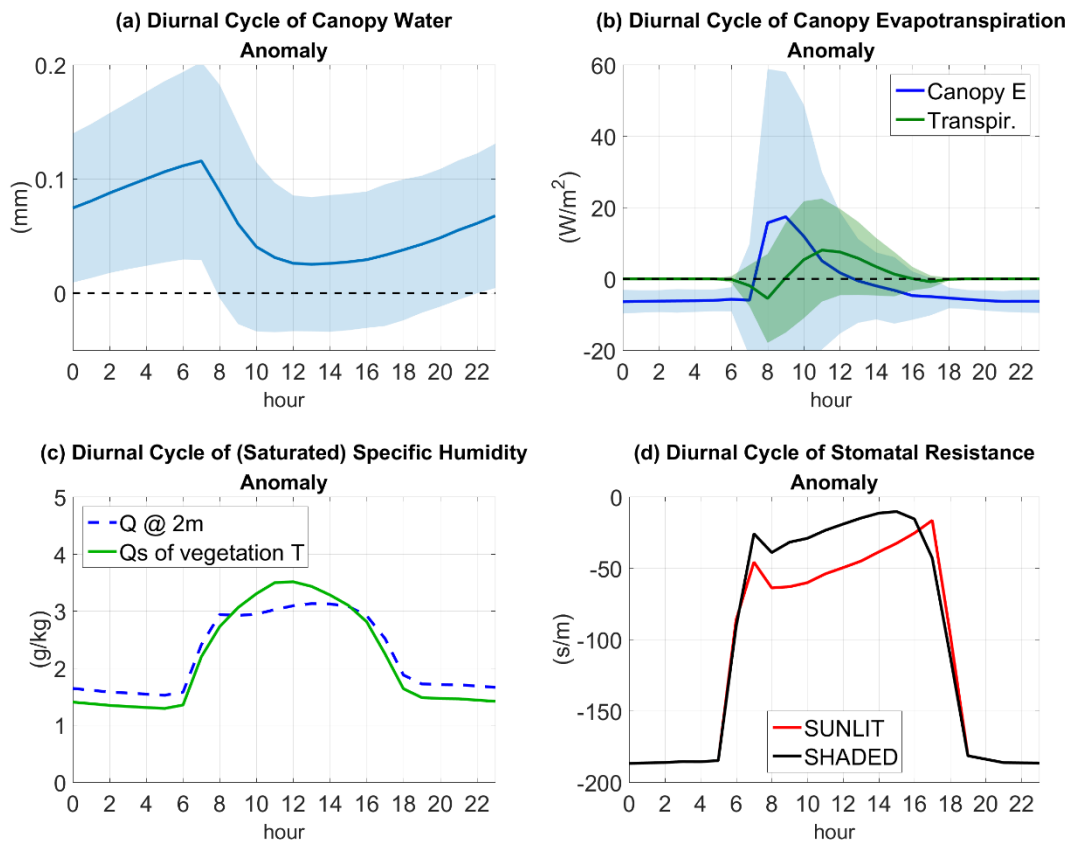 (a) Diurnal Cycle of Canopy Water
Anomaly
0.2
0.1
0
(mm)
0 2 4 6 8 10 12 14 16 18 20 22
hour
(b) Diurnal Cycle of Canopy Evapotranspiration
Anomaly
60
40
20
0
-20
(W/m²)
Canopy E
Transpir.
0 2 4 6 8 10 12 14 16 18 20 22
hour
(c) Diurnal Cycle of (Saturated) Specific Humidity
Anomaly
5
4
3
2
1
0
(g/kg)
Q @ 2m
Qs of vegetation T
0 2 4 6 8 10 12 14 16 18 20 22
hour
(d) Diurnal Cycle of Stomatal Resistance
Anomaly
0
-50
-100
-150
-200
(s/m)
SUNLIT
SHADED
0 2 4 6 8 10 12 14 16 18 20 22
hour